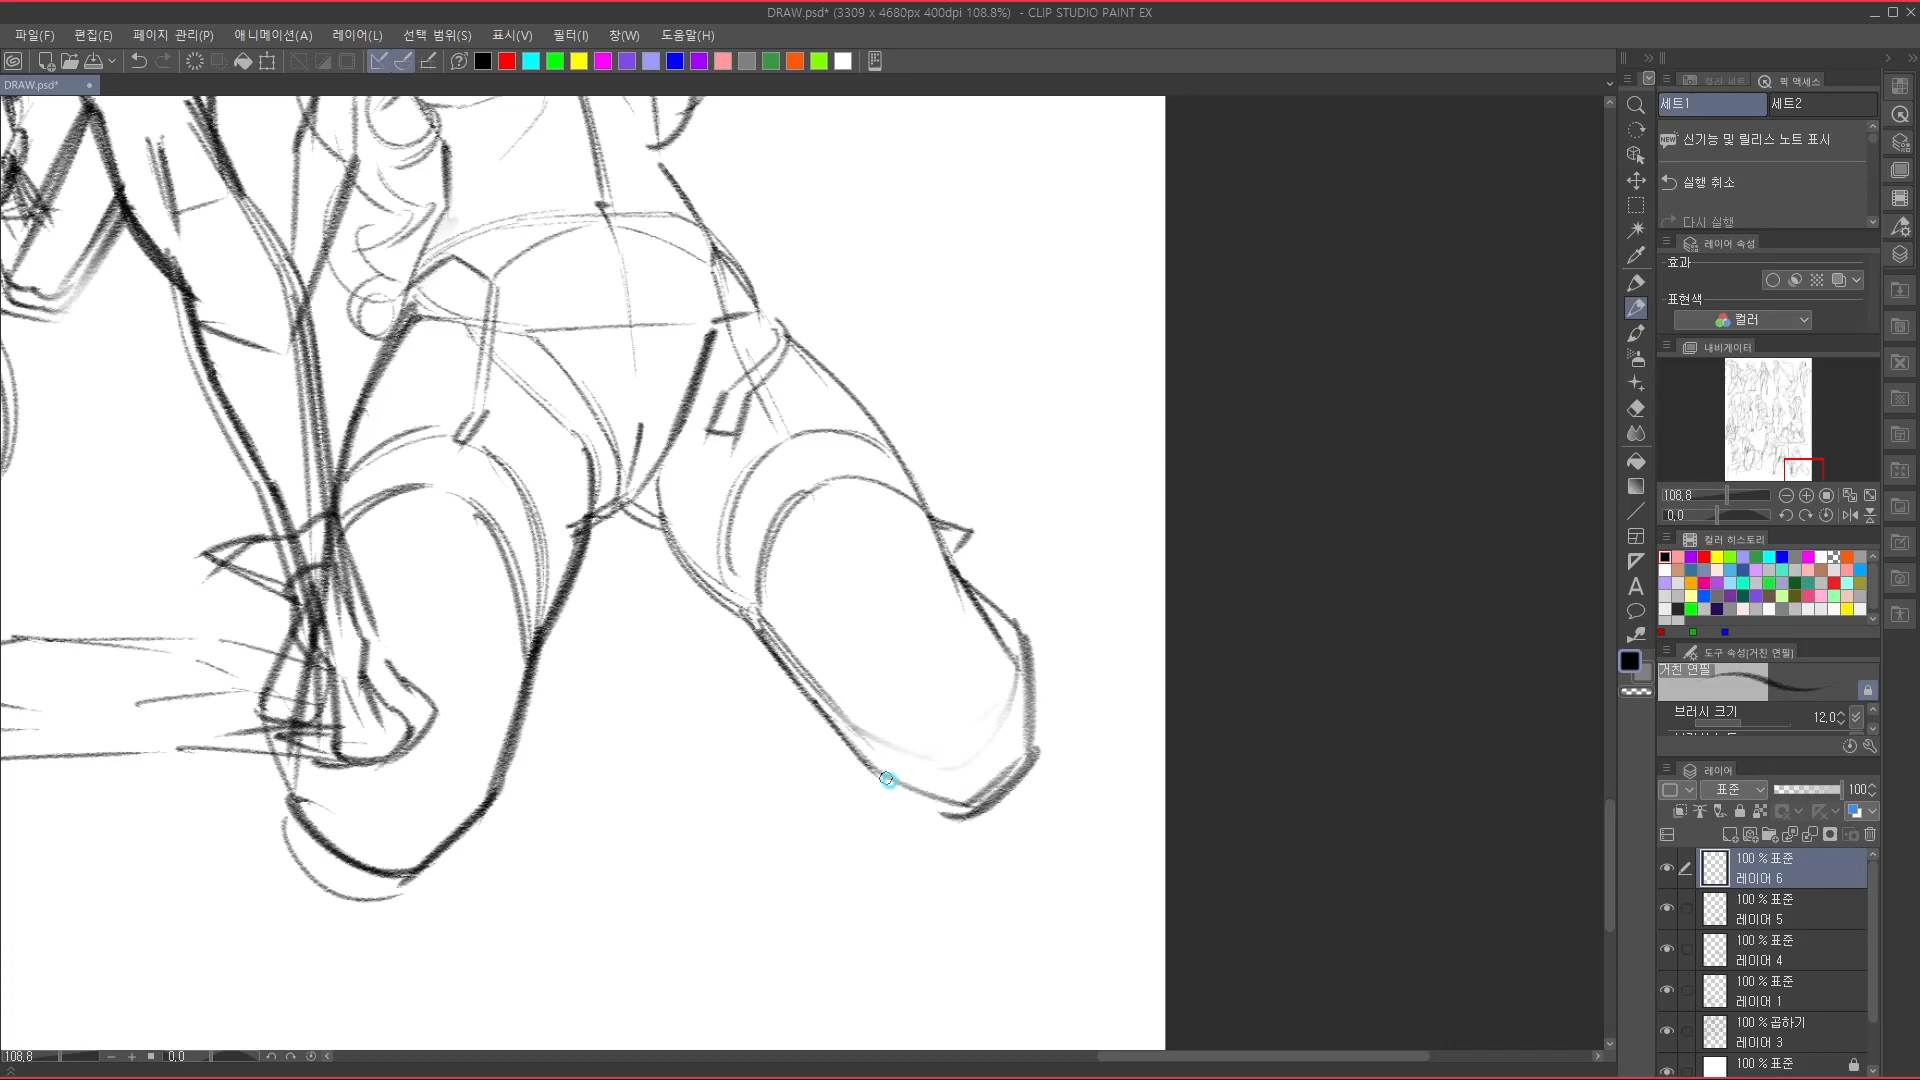 DRAW.psd* (3309 x 4680px 400dpi 108.8%)  - CLIP STUDIO PAINT EX
파일(F) 편집(E) 페이지 관리(P) 애니메이션(A) 레이어(L) 선택 범위(S) 표시(V) 필터(I) 창(W) 도움말(H)
DRAW.psd*
컬러 세트 퀵 액세스
세트1 세트2
신기능 및 릴리스 노트 표시
실행 취소
다시 실행
레이어 속성
효과
표현색
컬러
내비게이터
108.8
0.0
컬러 히스토리
도구 속성(거친 연필)
거친 연필
브러시 크기 12.0
레이어
표준 100
100 % 표준
레이어 6
100 % 표준
레이어 5
100 % 표준
레이어 4
100 % 표준
레이어 1
100 % 곱하기
레이어 3
100 % 표준
108.8 0.0